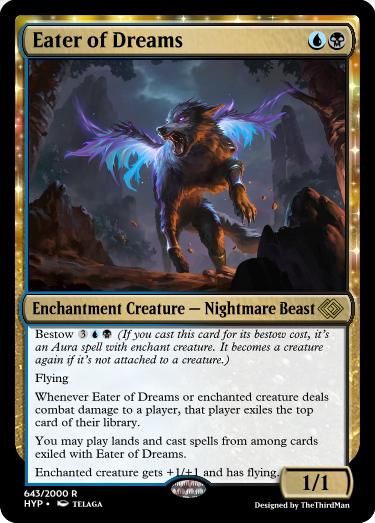 Eater of Dreams
Enchantment Creature — Nightmare Beast
Bestow 3 (If you cast this card for its bestow cost, it's
an Aura spell with enchant creature. It becomes a creature
again if it's not attached to a creature.)
Flying
Whenever Eater of Dreams or enchanted creature deals
combat damage to a player, that player exiles the top
card of their library.
You may play lands and cast spells from among cards
exiled with Eater of Dreams.
Enchanted creature gets +1/+1 and has flying.
1/1
643/2000 R
HYP • TELAGA
Designed by TheThirdMan